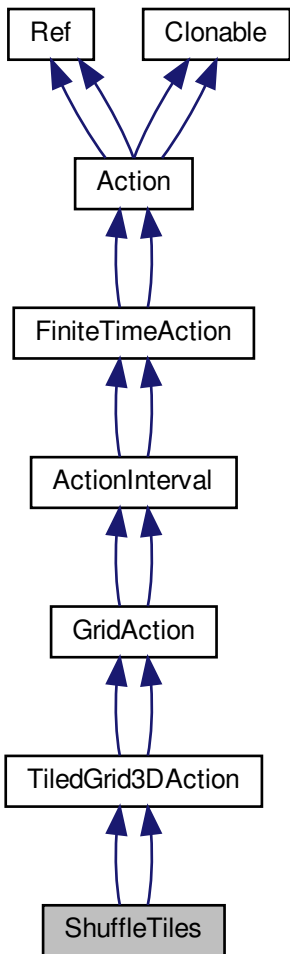 Ref
Clonable
Action
FiniteTimeAction
ActionInterval
GridAction
TiledGrid3DAction
ShuffleTiles